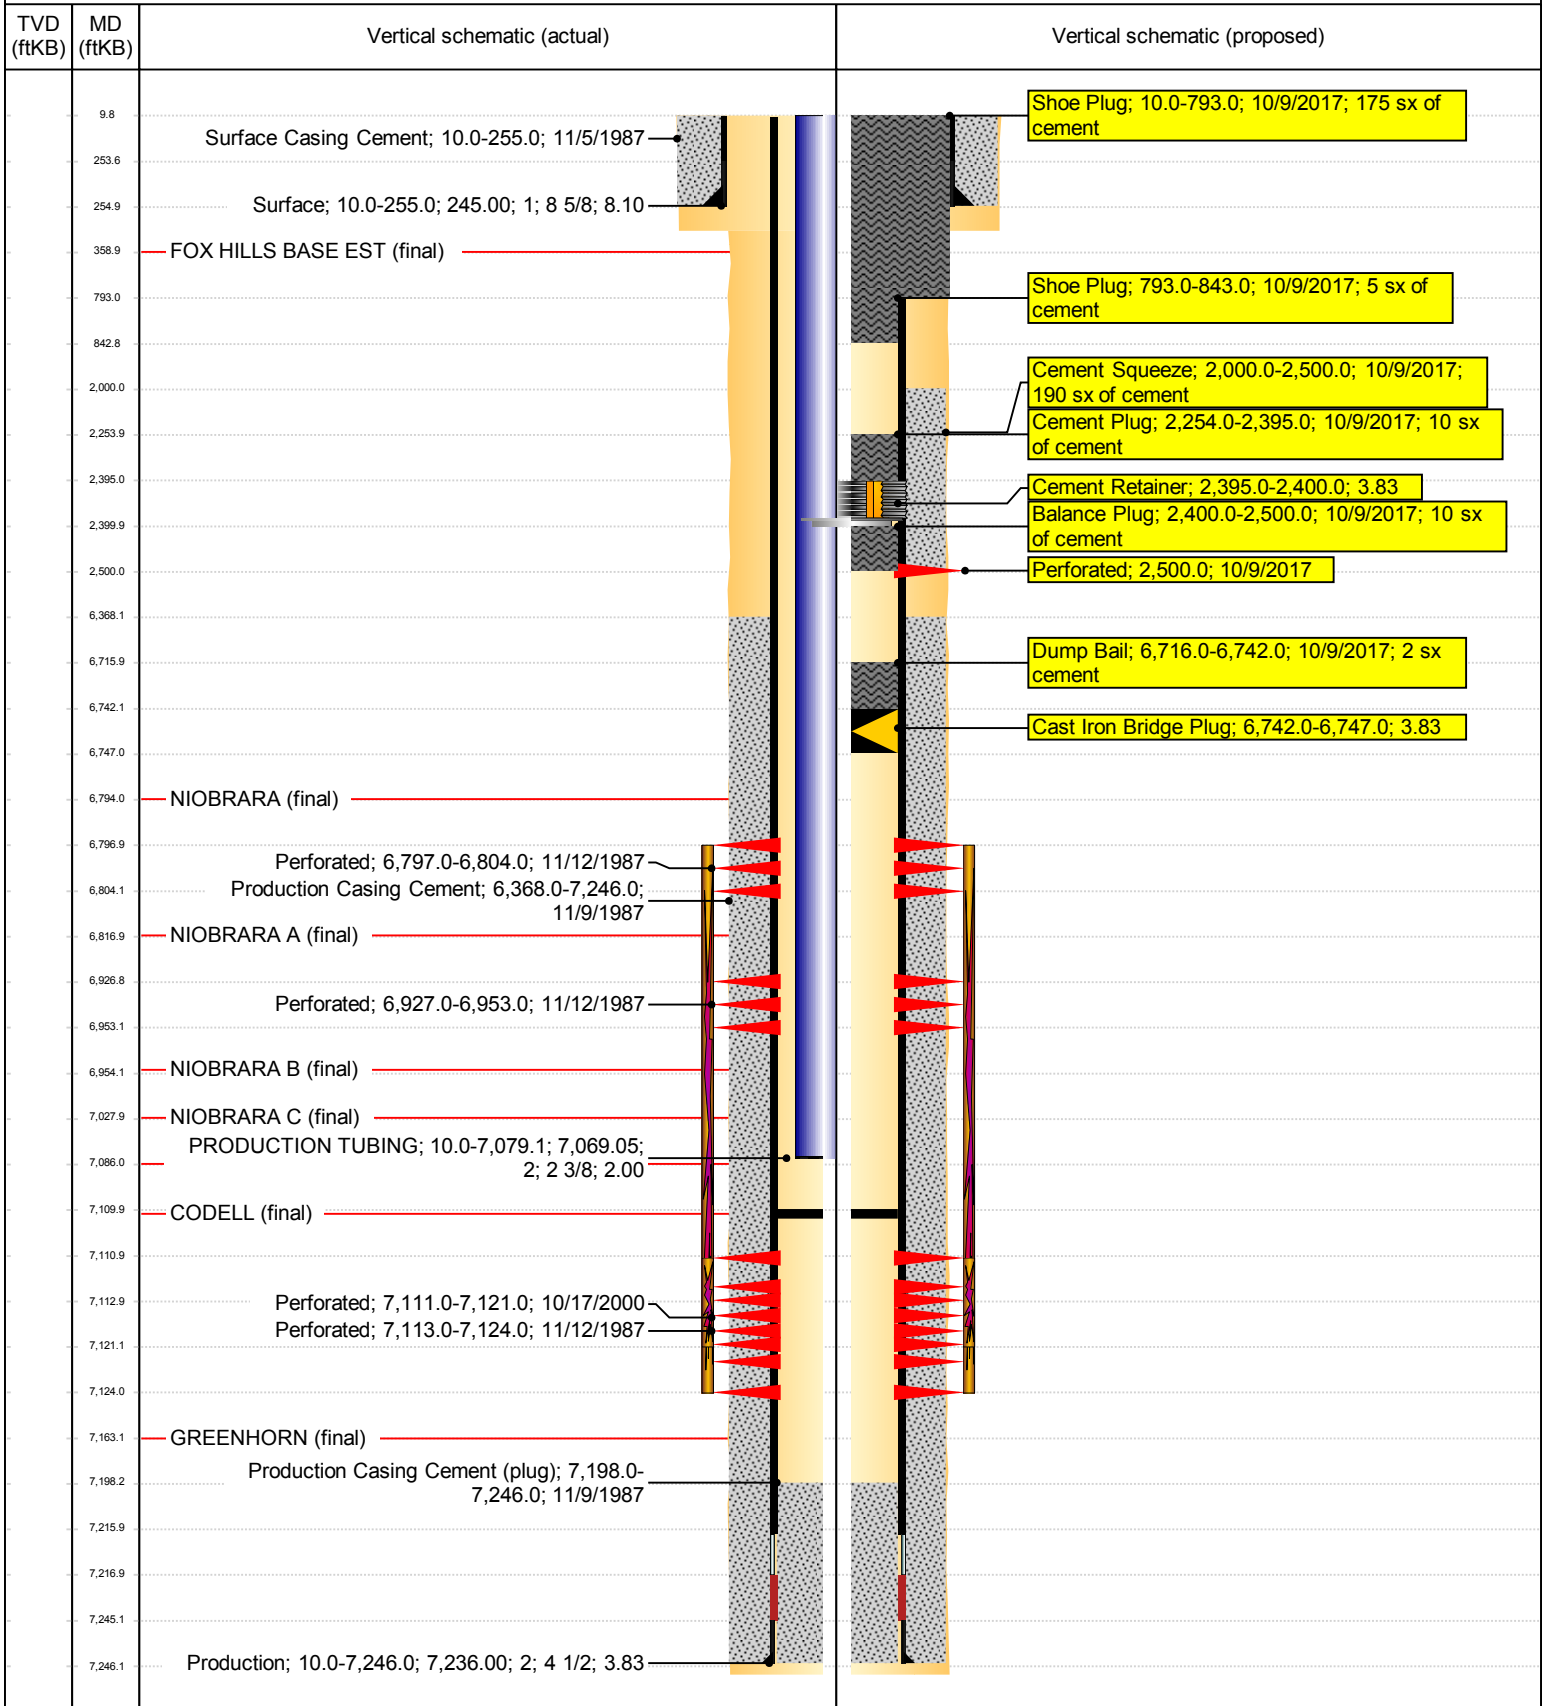 TVD
(ftKB)
MD
(ftKB)
Vertical schematic (actual)
Vertical schematic (proposed)
9.8
253.6
254.9
358.9
793.0
842.8
2,000.0
2,253.9
2,395.0
2,399.9
2,500.0
6,368.1
6,715.9
6,742.1
6,747.0
6,794.0
6,796.9
6,804.1
6,816.9
6,926.8
6,953.1
6,954.1
7,027.9
7,086.0
7,109.9
7,110.9
7,112.9
7,121.1
7,124.0
7,163.1
7,198.2
7,215.9
7,216.9
7,245.1
7,246.1
Surface Casing Cement; 10.0-255.0; 11/5/1987
Surface; 10.0-255.0; 245.00; 1; 8 5/8; 8.10
FOX HILLS BASE EST (final)
NIOBRARA (final)
Perforated; 6,797.0-6,804.0; 11/12/1987
Production Casing Cement; 6,368.0-7,246.0;
11/9/1987
NIOBRARA A (final)
Perforated; 6,927.0-6,953.0; 11/12/1987
NIOBRARA B (final)
NIOBRARA C (final)
PRODUCTION TUBING; 10.0-7,079.1; 7,069.05;
2; 2 3/8; 2.00
CODELL (final)
Perforated; 7,111.0-7,121.0; 10/17/2000
Perforated; 7,113.0-7,124.0; 11/12/1987
GREENHORN (final)
Production Casing Cement (plug); 7,198.0-
7,246.0; 11/9/1987
Production; 10.0-7,246.0; 7,236.00; 2; 4 1/2; 3.83
Shoe Plug; 10.0-793.0; 10/9/2017; 175 sx of
cement
Shoe Plug; 793.0-843.0; 10/9/2017; 5 sx of
cement
Cement Squeeze; 2,000.0-2,500.0; 10/9/2017;
190 sx of cement
Cement Plug; 2,254.0-2,395.0; 10/9/2017; 10 sx
of cement
Cement Retainer; 2,395.0-2,400.0; 3.83
Balance Plug; 2,400.0-2,500.0; 10/9/2017; 10 sx
of cement
Perforated; 2,500.0; 10/9/2017
Dump Bail; 6,716.0-6,742.0; 10/9/2017; 2 sx
cement
Cast Iron Bridge Plug; 6,742.0-6,747.0; 3.83